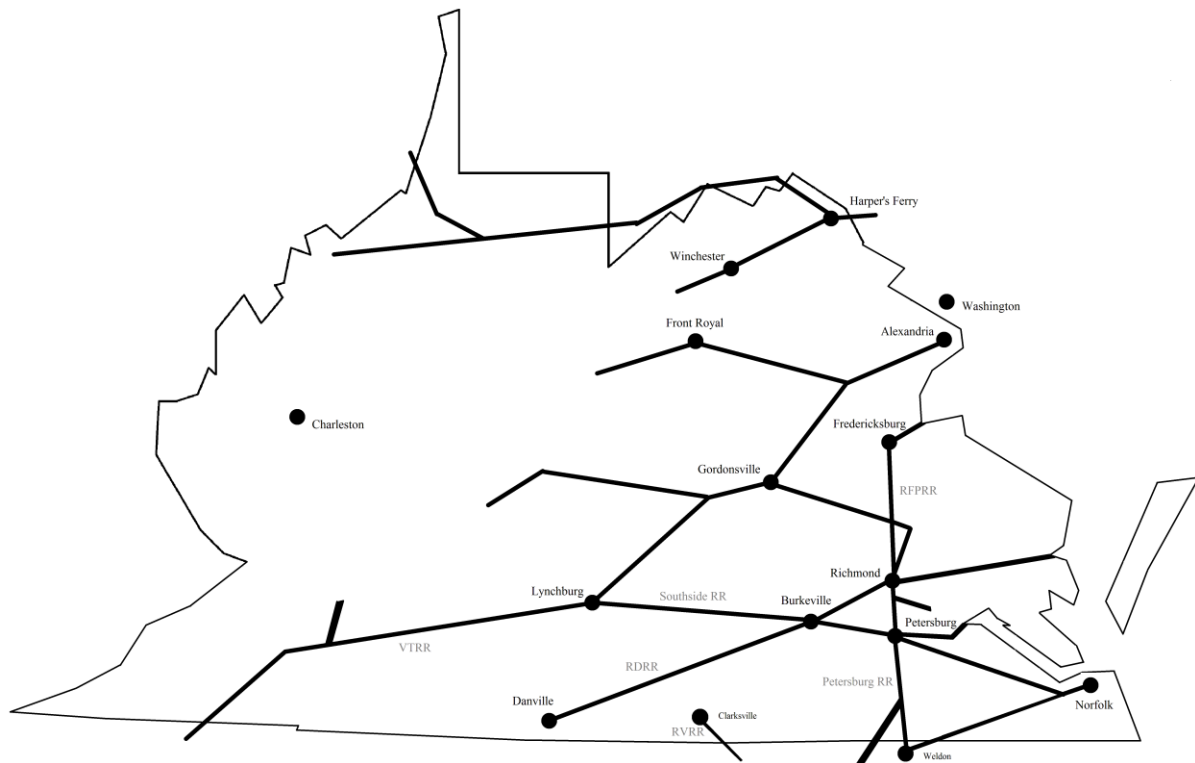 Harper's Ferry
Winchester
Washington
Front Royal
Alexandria
Charleston
Fredericksburg
Gordonsville
RFPRR
Richmond
Lynchburg
Southside RR
Burkeville
Petersburg
VTRR
RDRR
Petersburg RR
Danville
Norfolk
Clarksville
RVRR
Weldon